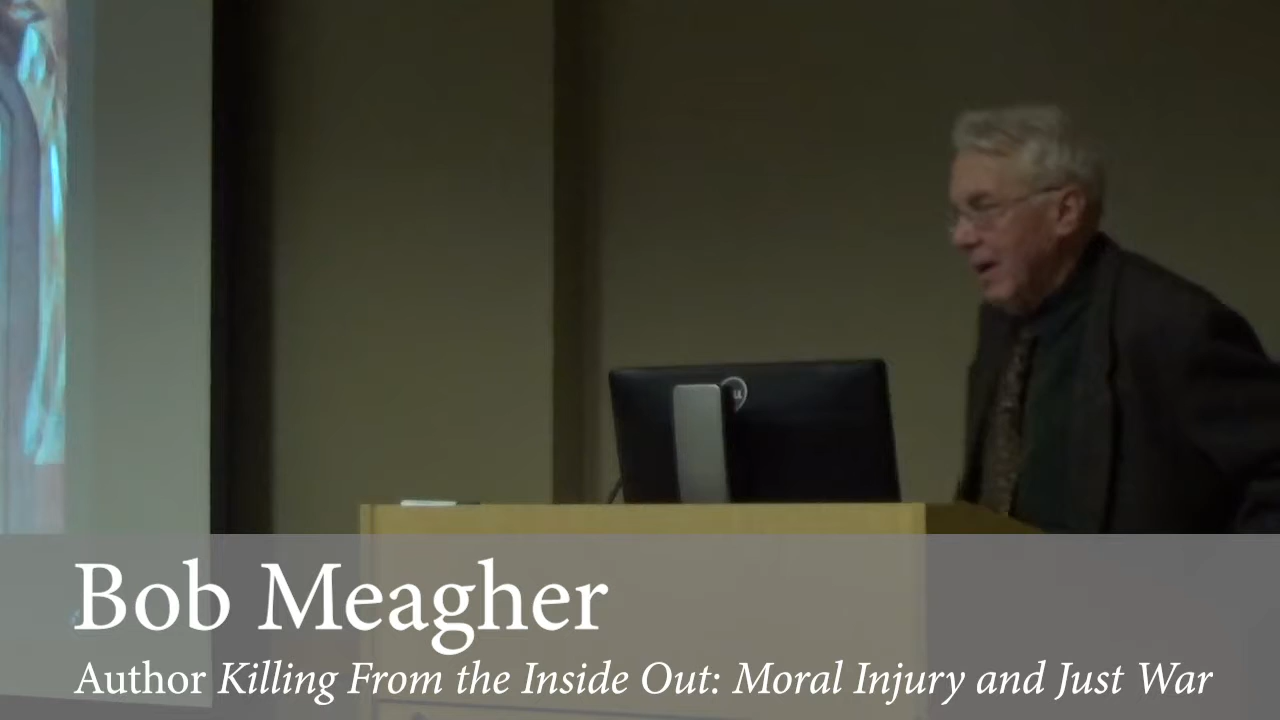 Bob Meagher
Author Killing From the Inside Out: Moral Injury and Just War